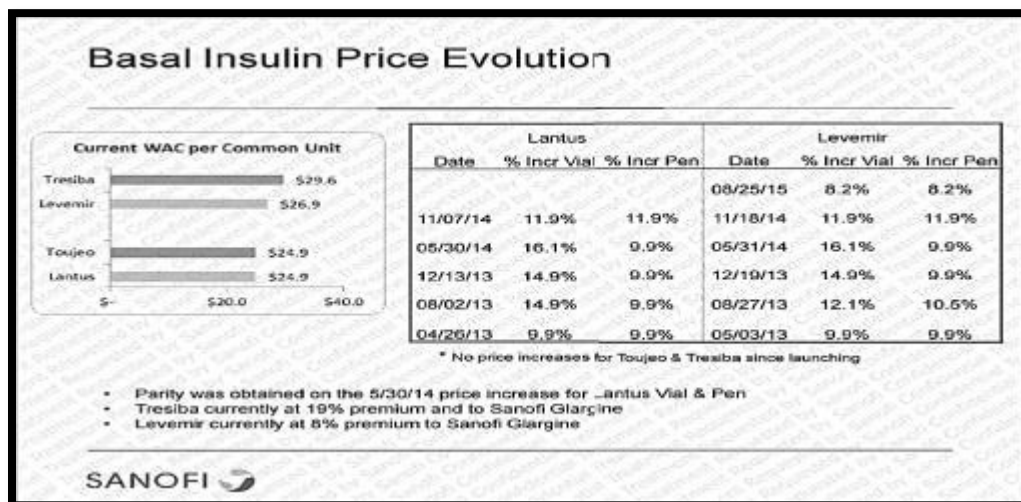 Basal Insulin Price Evolution
Current WAC per Common Unit
Tresiba $29.6
Levemir $26.9
Toujeo $24.9
Lantus $24.9
$- $20.0 $40.0
Lantus Levemir
Date % Incr Vial % Incr Pen Date % Incr Vial % Incr Pen
08/25/15 8.2% 8.2%
11/07/14 11.9% 11.9% 11/18/14 11.9% 11.9%
05/30/14 16.1% 9.9% 05/31/14 16.1% 9.9%
12/13/13 14.9% 9.9% 12/19/13 14.9% 9.9%
08/02/13 14.9% 9.9% 08/27/13 12.1% 10.5%
04/26/13 9.9% 9.9% 05/03/13 9.9% 9.9%
* No price increases for Toujeo & Tresiba since launching
• Parity was obtained on the 5/30/14 price increase for Lantus Vial & Pen
• Tresiba currently at 19% premium and to Sanofi Glargine
• Levemir currently at 8% premium to Sanofi Glargine
SANOFI